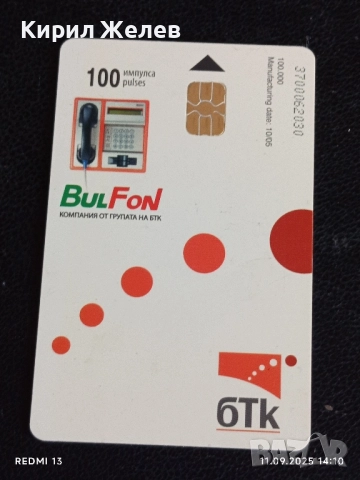 Кирил Желев
100 импулса
pulses
3700062030
100.000
Manufacturing date: 10/05
BULFON
КОМПАНИЯ ОТ ГРУПАТА НА БТК
бТк
BAZAR
REDMI 13
11.09.2025 14:10